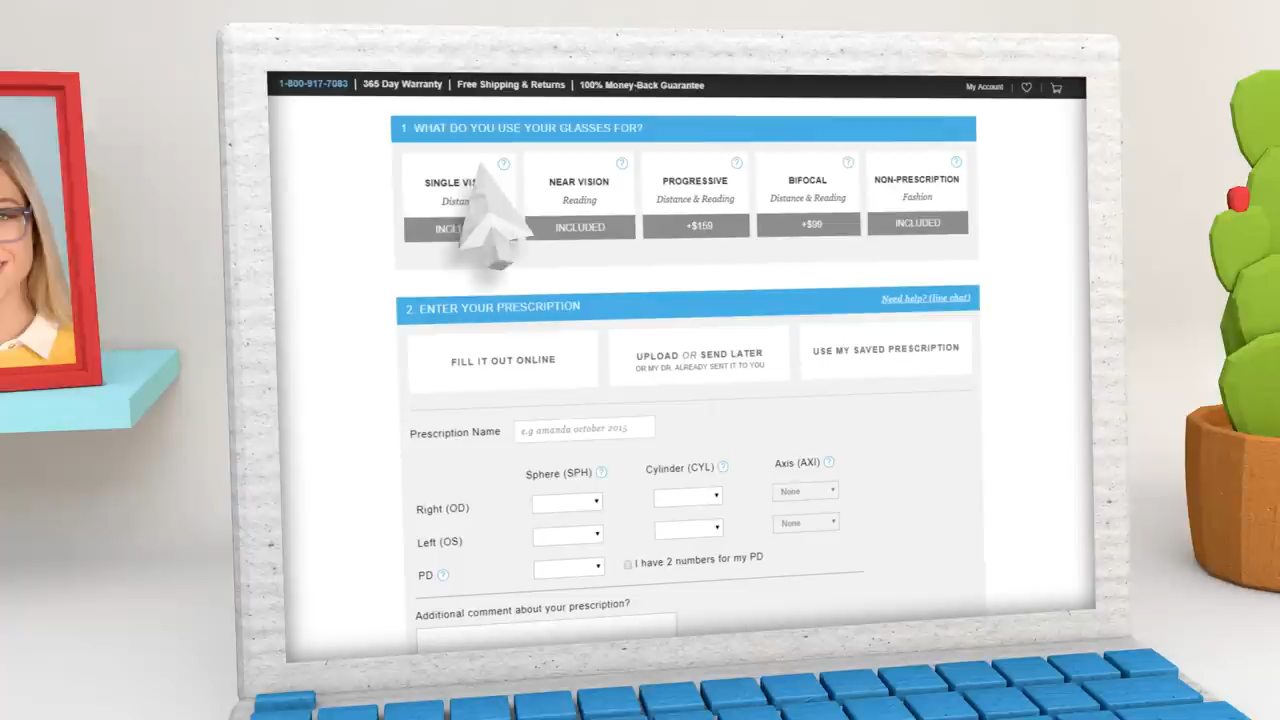 1-800-917-7083 | 365 Day Warranty | Free Shipping & Returns | 100% Money-Back Guarantee
My Account
1. WHAT DO YOU USE YOUR GLASSES FOR?
SINGLE
NEAR VISION
PROGRESSIVE
BIFOCAL
NON-PRESCRIPTION
Reading
Distance & Reading
Distance & Reading
Fashion
INCLUDED
+$159
+$99
INCLUDED
2. ENTER YOUR PRESCRIPTION
Need help? (live chat)
FILL IT OUT ONLINE
UPLOAD OR SEND LATER
OR MY DR. ALREADY SENT IT TO YOU
USE MY SAVED PRESCRIPTION
Prescription Name
e.g amanda october 2015
Sphere (SPH) ?
Cylinder (CYL) ?
Axis (AXI) ?
Right (OD)
None
Left (OS)
None
PD ?
I have 2 numbers for my PD
Additional comment about your prescription?